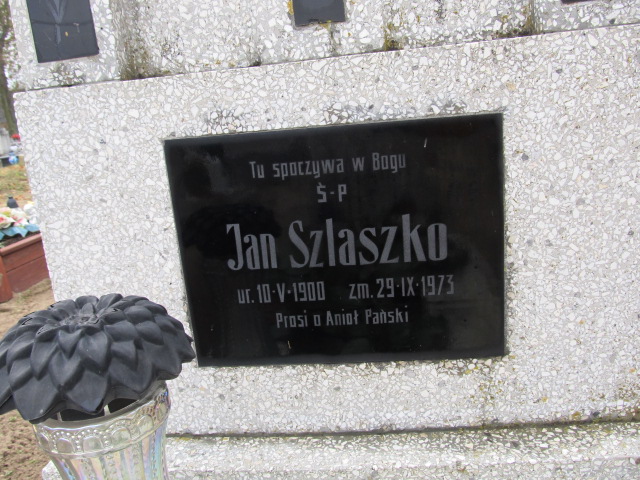 Tu spoczywa w Bogu
Ś-P
Jan Szlaszko
ur. 10·V·1900 zm. 29·IX·1973
Prosi o Anioł Pański